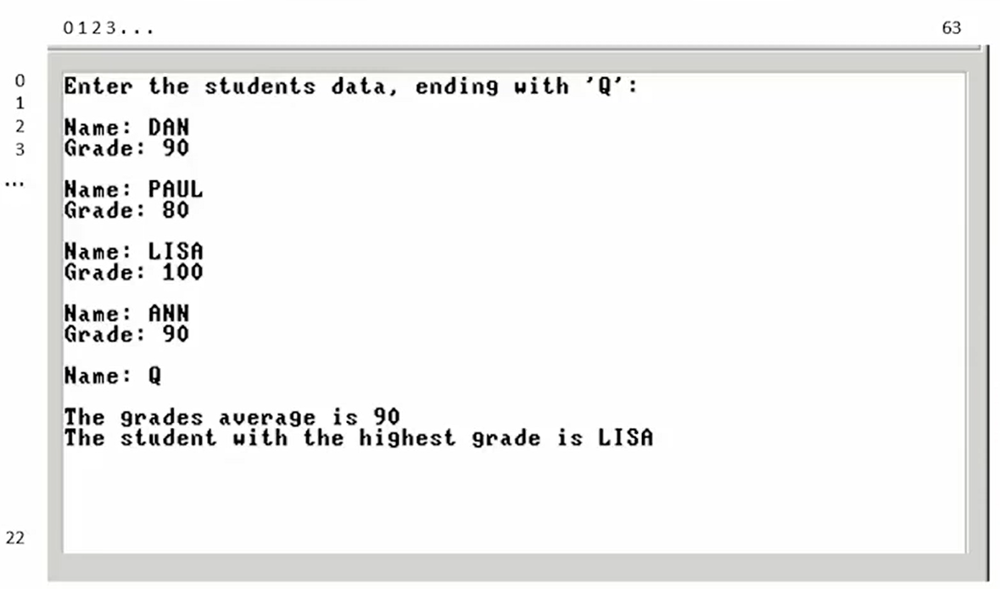 0123...
63
0
1
2
3
...
22
Enter the students data, ending with 'Q':
Name: DAN
Grade: 90
Name: PAUL
Grade: 80
Name: LISA
Grade: 100
Name: ANN
Grade: 90
Name: Q
The grades average is 90
The student with the highest grade is LISA